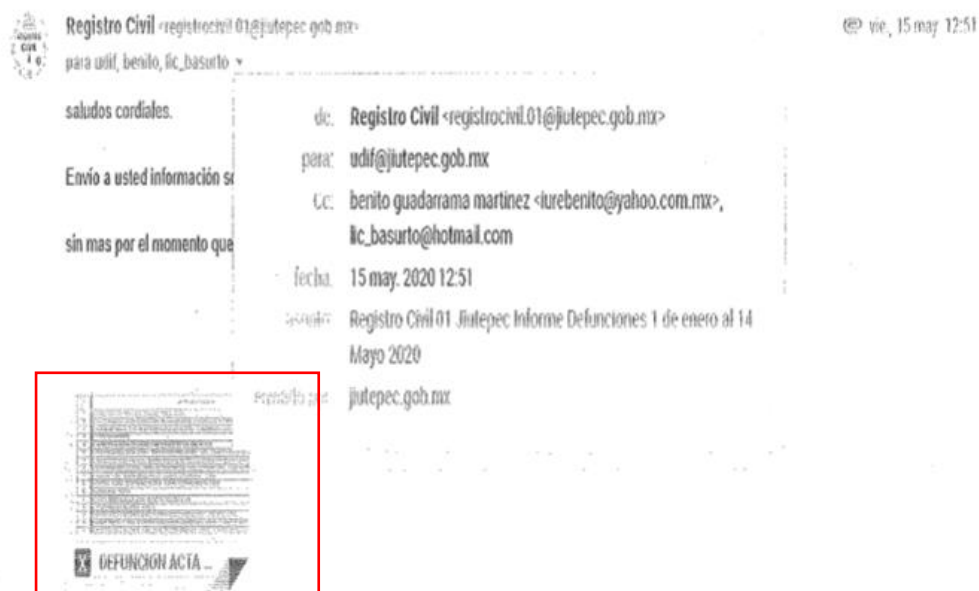 Registro Civil <registrocivil.01@jiutepec.gob.mx>
vie, 15 may 12:51
para udif, benito, lic_basurto
saludos cordiales.
Envío a usted información
sin mas por el momento que
de: Registro Civil <registrocivil.01@jiutepec.gob.mx>
para: udif@jiutepec.gob.mx
Cc: benito guadarrama martinez <iurebenito@yahoo.com.mx>,
lic_basurto@hotmail.com
fecha: 15 may. 2020 12:51
asunto: Registro Civil 01 Jiutepec Informe Defunciones 1 de enero al 14
Mayo 2020
enviado por: jiutepec.gob.mx
X DEFUNCION ACTA ...